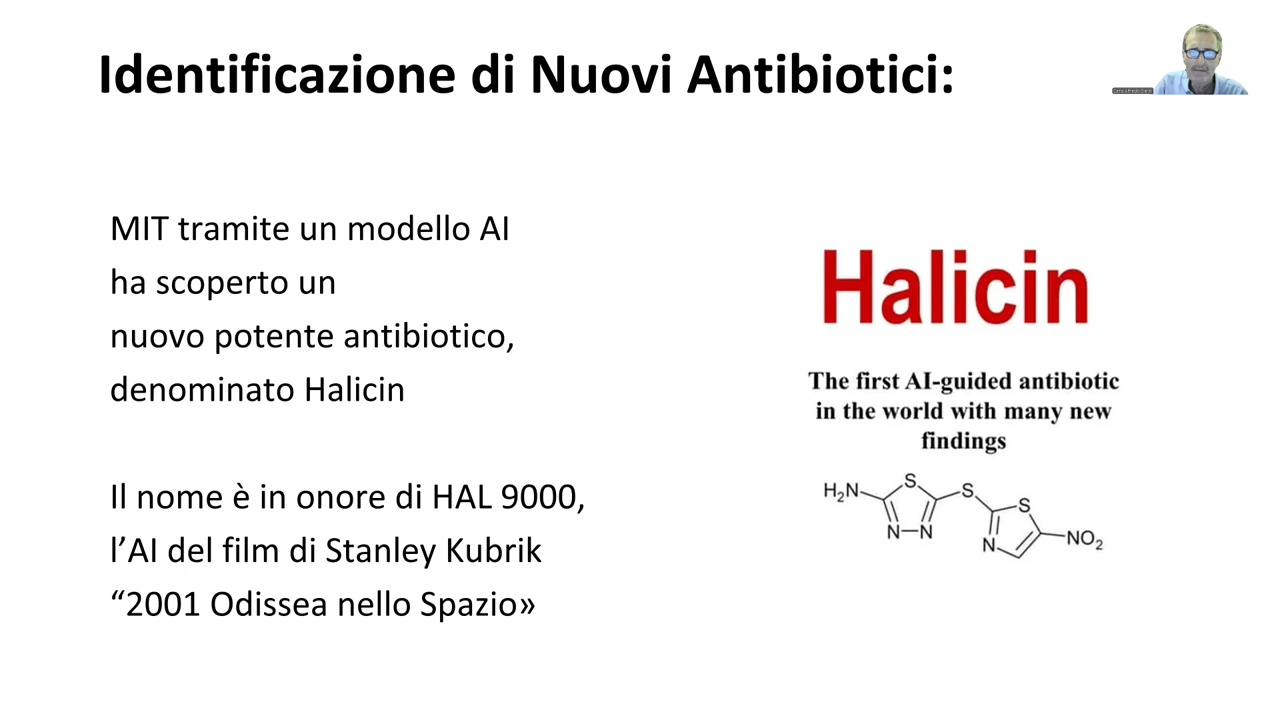 Identificazione di Nuovi Antibiotici:
MIT tramite un modello AI
ha scoperto un
nuovo potente antibiotico,
denominato Halicin
Il nome è in onore di HAL 9000,
l’AI del film di Stanley Kubrik
“2001 Odissea nello Spazio»
Halicin
The first AI-guided antibiotic
in the world with many new
findings
H₂N
S
S
S
N—N
N
NO₂